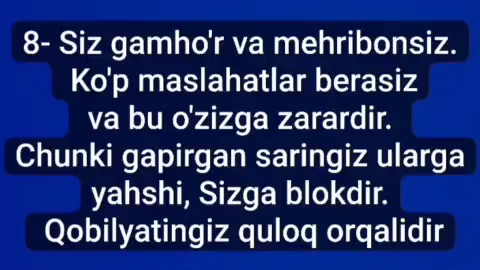 8- Siz gamho'r va mehribonsiz.
Ko'p maslahatlar berasiz
va bu o'zizga zarardir.
Chunki gapirgan saringiz ularga
yahshi, Sizga blokdir.
Qobilyatingiz quloq orqalidir